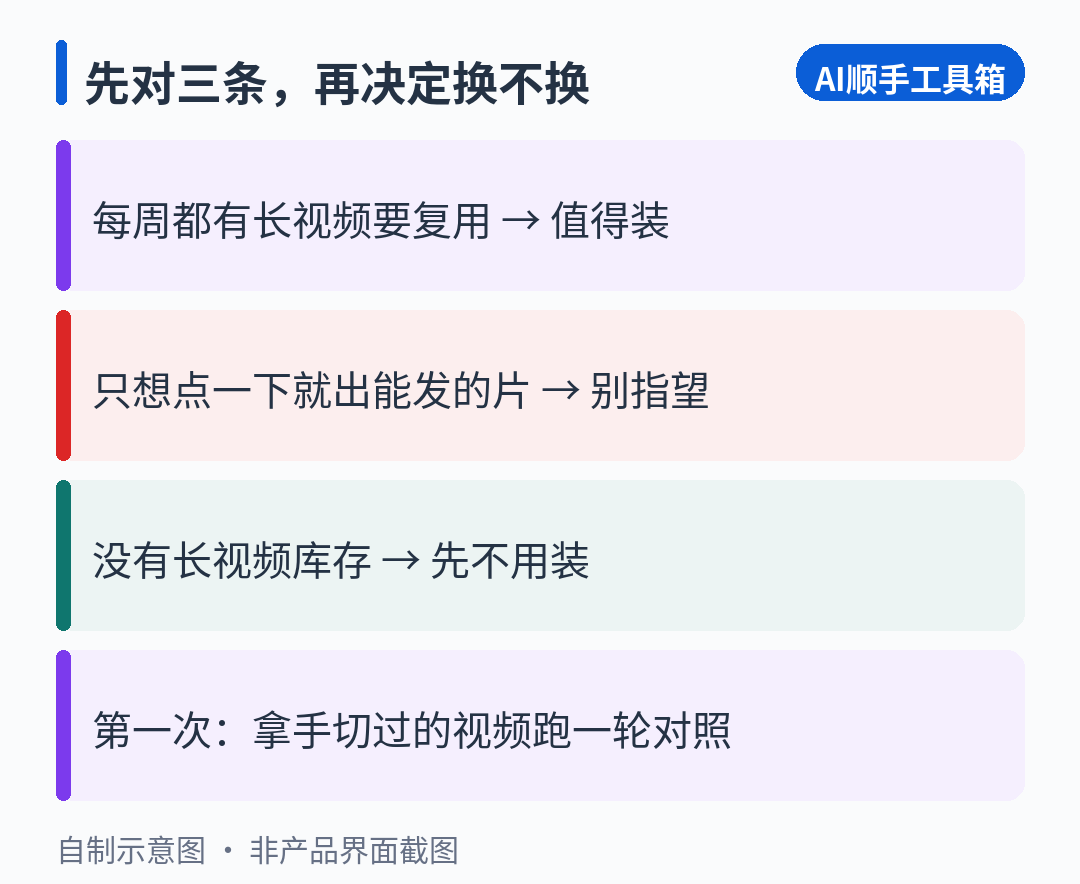 先对三条，再决定换不换
AI顺手工具箱
每周都有长视频要复用 → 值得装
只想点一下就出能发的片 → 别指望
没有长视频库存 → 先不用装
第一次：拿手切过的视频跑一轮对照
自制示意图 · 非产品界面截图